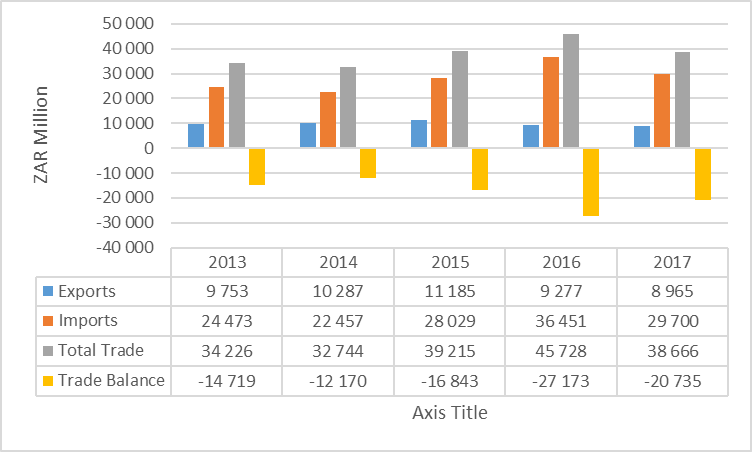 50 000
40 000
30 000
20 000
10 000
0
-10 000
-20 000
-30 000
-40 000
ZAR Million
2013 2014 2015 2016 2017
Exports 9 753 10 287 11 185 9 277 8 965
Imports 24 473 22 457 28 029 36 451 29 700
Total Trade 34 226 32 744 39 215 45 728 38 666
Trade Balance -14 719 -12 170 -16 843 -27 173 -20 735
Axis Title